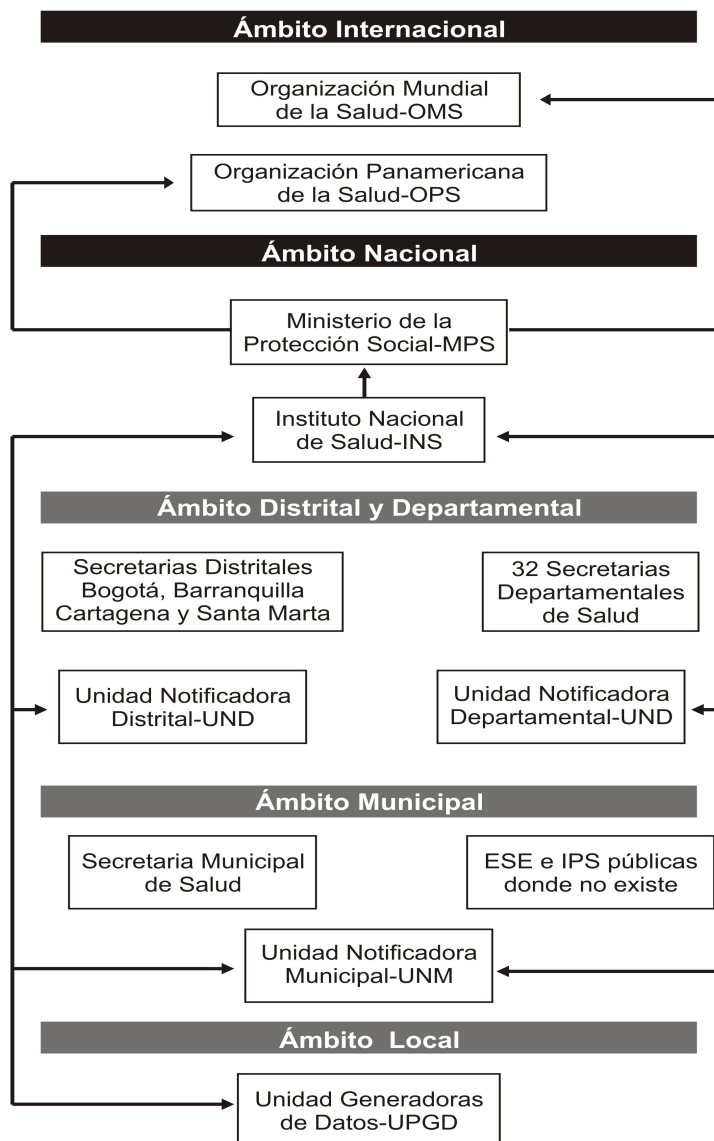 Ámbito Internacional
Organización Mundial
de la Salud-OMS
Organización Panamericana
de la Salud-OPS
Ámbito Nacional
Ministerio de la
Protección Social-MPS
Instituto Nacional
de Salud-INS
Ámbito Distrital y Departamental
Secretarias Distritales
Bogotá, Barranquilla
Cartagena y Santa Marta
32 Secretarias
Departamentales
de Salud
Unidad Notificadora
Distrital-UND
Unidad Notificadora
Departamental-UND
Ámbito Municipal
Secretaria Municipal
de Salud
ESE e IPS públicas
donde no existe
Unidad Notificadora
Municipal-UNM
Ámbito Local
Unidad Generadoras
de Datos-UPGD